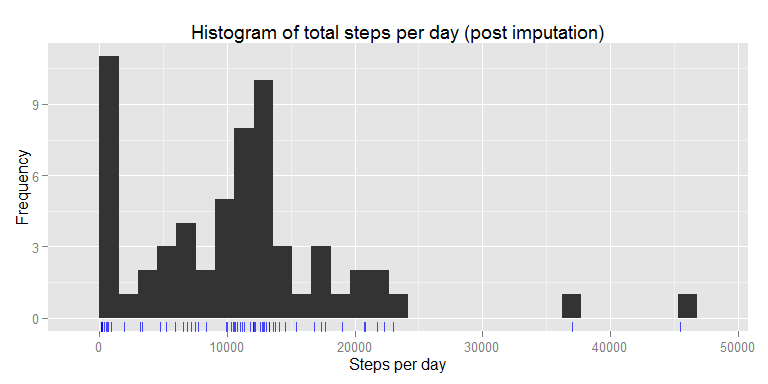 Histogram of total steps per day (post imputation)
Frequency
9
6
3
0
0 10000 20000 30000 40000 50000
Steps per day